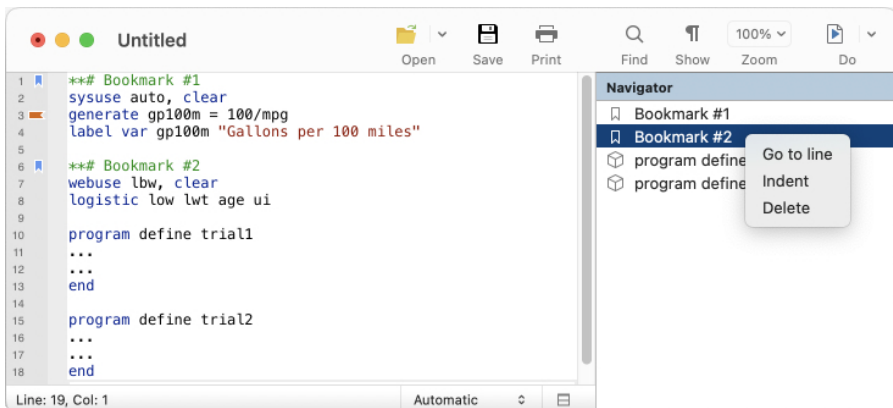 Untitled
Open Save Print Find Show 100% Zoom Do
1 **# Bookmark #1
2 sysuse auto, clear
3 generate gp100m = 100/mpg
4 label var gp100m "Gallons per 100 miles"
5
6 **# Bookmark #2
7 webuse lbw, clear
8 logistic low lwt age ui
9
10 program define trial1
11 ...
12 ...
13 end
14
15 program define trial2
16 ...
17 ...
18 end
Line: 19, Col: 1 Automatic
Navigator
Bookmark #1
Bookmark #2
program define
program define
Go to line
Indent
Delete